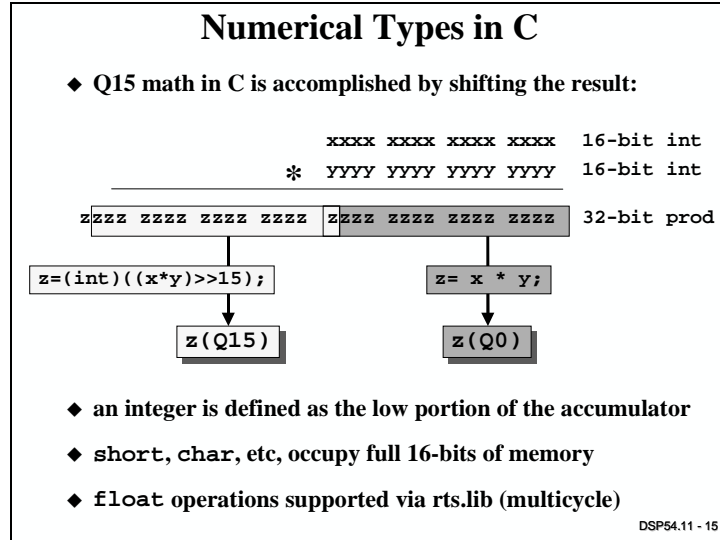 Numerical Types in C
◆ Q15 math in C is accomplished by shifting the result:
xxxx xxxx xxxx xxxx 16-bit int
* yyyy yyyy yyyy yyyy 16-bit int
zzzz zzzz zzzz zzzz zzzz zzzz zzzz zzzz 32-bit prod
z=(int)((x*y)>>15); z= x * y;
z(Q15) z(Q0)
◆ an integer is defined as the low portion of the accumulator
◆ short, char, etc, occupy full 16-bits of memory
◆ float operations supported via rts.lib (multicycle)
DSP54.11 - 15